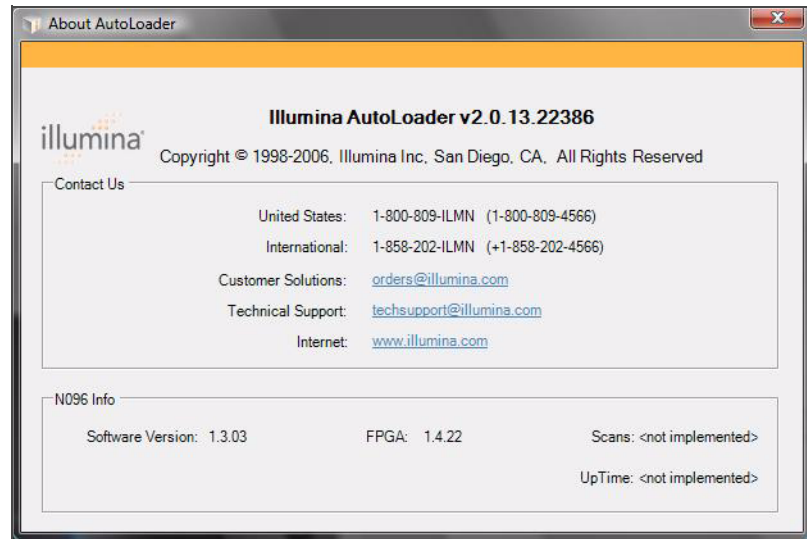 About AutoLoader
illumina®
Illumina AutoLoader v2.0.13.22386
Copyright © 1998-2006, Illumina Inc, San Diego, CA, All Rights Reserved
Contact Us
United States: 1-800-809-ILMN (1-800-809-4566)
International: 1-858-202-ILMN (+1-858-202-4566)
Customer Solutions: orders@illumina.com
Technical Support: techsupport@illumina.com
Internet: www.illumina.com
N096 Info
Software Version: 1.3.03 FPGA: 1.4.22 Scans: <not implemented>
UpTime: <not implemented>